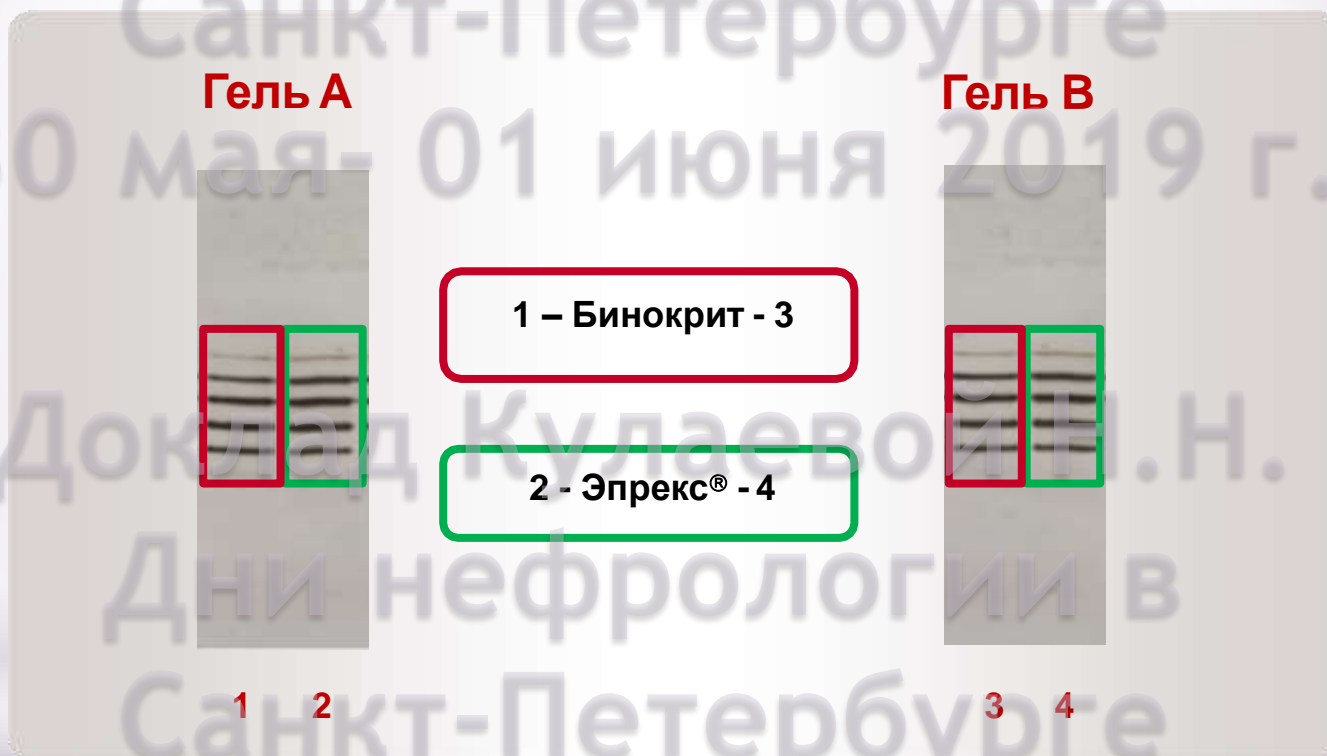 Санкт-Петербурге
Гель А
Гель В
0 мая- 01 июня 2019 г.
1 – Бинокрит - 3
Доклад Кулаевой Н.Н.
2 - Эпрекс® - 4
Дни нефрологии в
1 2
3 4
Санкт-Петербурге